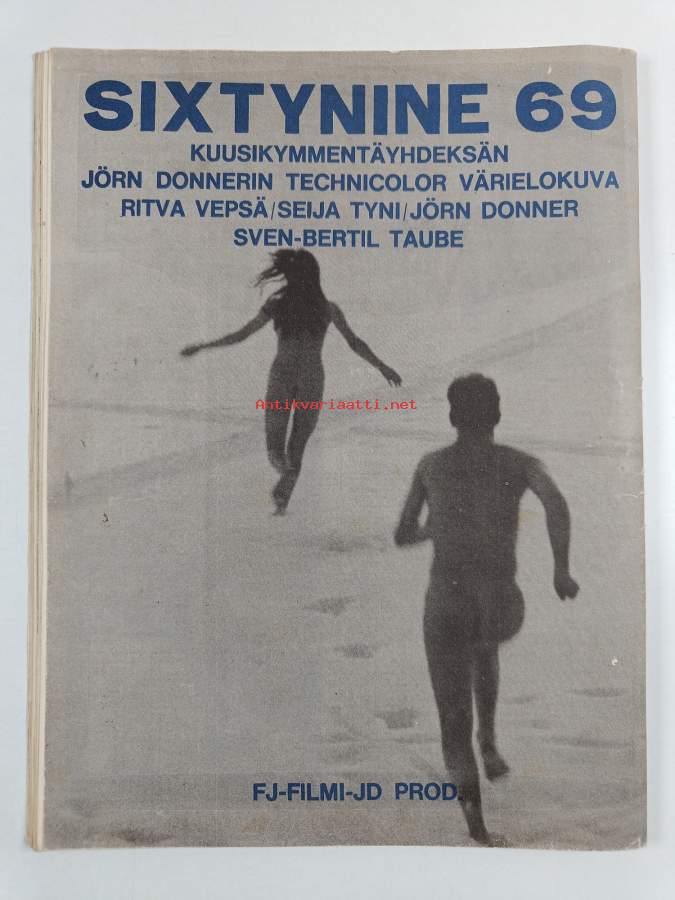 SIXTYNINE 69
KUUSIKYMMENTÄYHDEKSÄN
JÖRN DONNERIN TECHNICOLOR VÄRIELOKUVA
RITVA VEPSÄ/SEIJA TYNI/JÖRN DONNER
SVEN-BERTIL TAUBE
Antikvariaatti.net
FJ-FILMI-JD PROD.